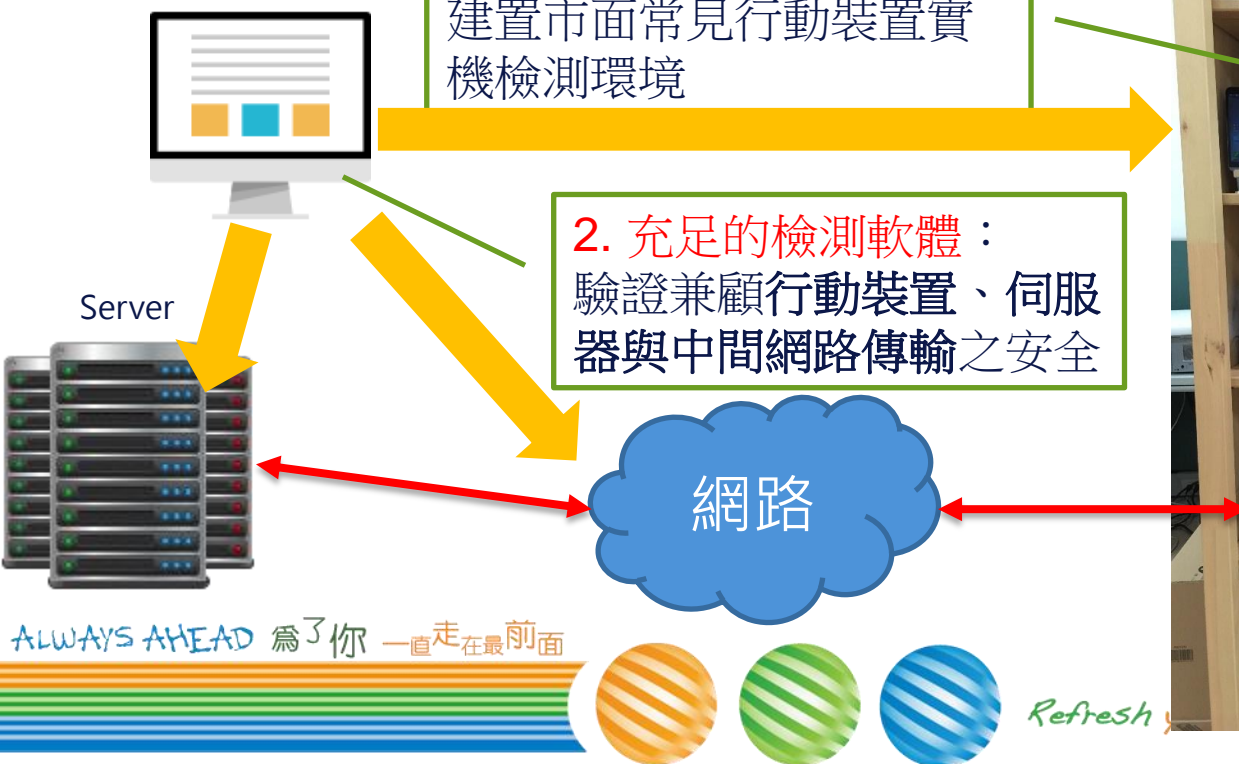 建置市面常見行動裝置實
機檢測環境
2. 充足的檢測軟體：
驗證兼顧行動裝置、伺服
器與中間網路傳輸之安全
Server
網路
ALWAYS AHEAD 為了你 一直走在最前面
Refresh